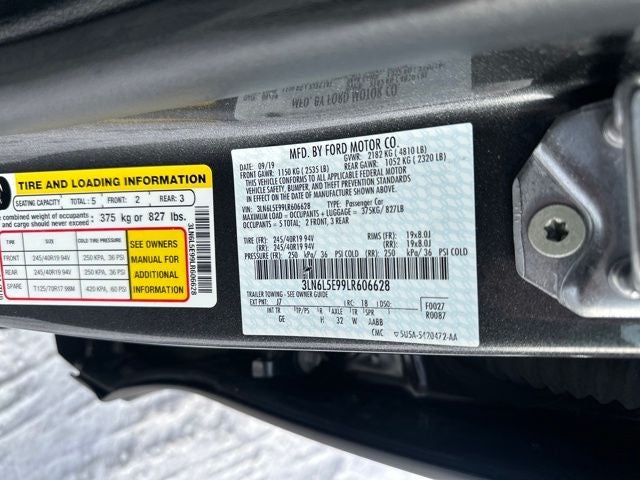 TIRE AND LOADING INFORMATION
SEATING CAPACITY TOTAL: 5 FRONT: 2 REAR: 3
combined weight of occupants and cargo should never exceed 375 kg or 827 lbs.
TIRE SIZE COLD TIRE PRESSURE
FRONT 245/40R19 94V 250 KPA, 36 PSI
REAR 245/40R19 94V 250 KPA, 36 PSI
SPARE T125/70R17 98M 420 KPA, 60 PSI
SEE OWNERS
MANUAL FOR
ADDITIONAL
INFORMATION
3LN6L5E99LR606628
MFD. BY FORD MOTOR CO.
DATE: 09/19 GVWR: 2182 KG ( 4810 LB)
FRONT GAWR: 1150 KG ( 2535 LB) REAR GAWR: 1052 KG ( 2320 LB)
THIS VEHICLE CONFORMS TO ALL APPLICABLE FEDERAL MOTOR
VEHICLE SAFETY, BUMPER, AND THEFT PREVENTION STANDARDS
IN EFFECT ON THE DATE OF MANUFACTURE SHOWN ABOVE.
VIN: 3LN6L5E99LR606628 TYPE: Passenger Car
MAXIMUM LOAD = OCCUPANTS + LUGGAGE = 375KG / 827LB
OCCUPANTS: 5 TOTAL: 2 FRONT, 3 REAR
TIRE (FR): 245/40R19 94V RIMS (FR): 19x8.0J
TIRE (RR): 245/40R19 94V (RR): 19x8.0J
PRESSURE (FR): 250 kPa/ 36 PSI COLD (RR): 250 kPa/ 36 PSI COLD
3LN6L5E99LR606628
TRAILER TOWING - SEE OWNER GUIDE
EXT PNT: J7 RC: 18 DSO: F0027
INT TR TP/PS R AXLE TR SPR R0087
GE H 32 W AABB
CMC 5U5A-5420472-AA